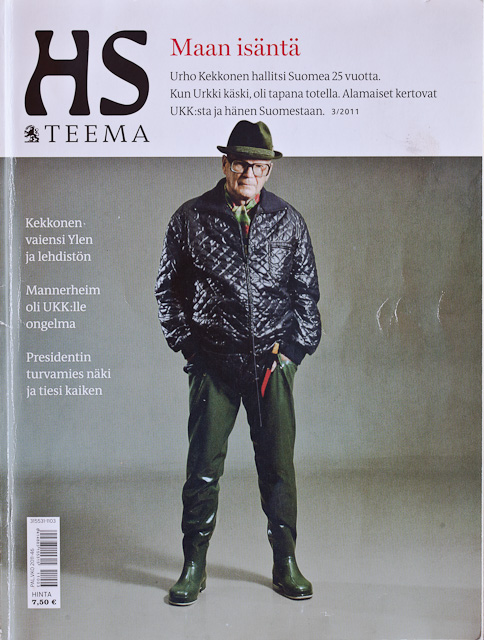 HS
TEEMA
Maan isäntä
Urho Kekkonen hallitsi Suomea 25 vuotta.
Kun Urkki käski, oli tapana totella. Alamaiset kertovat
UKK:sta ja hänen Suomestaan. 3/2011
Kekkonen
vaiensi Ylen
ja lehdistön
Mannerheim
oli UKK:lle
ongelma
Presidentin
turvamies näki
ja tiesi kaiken
HINTA
7,50 €